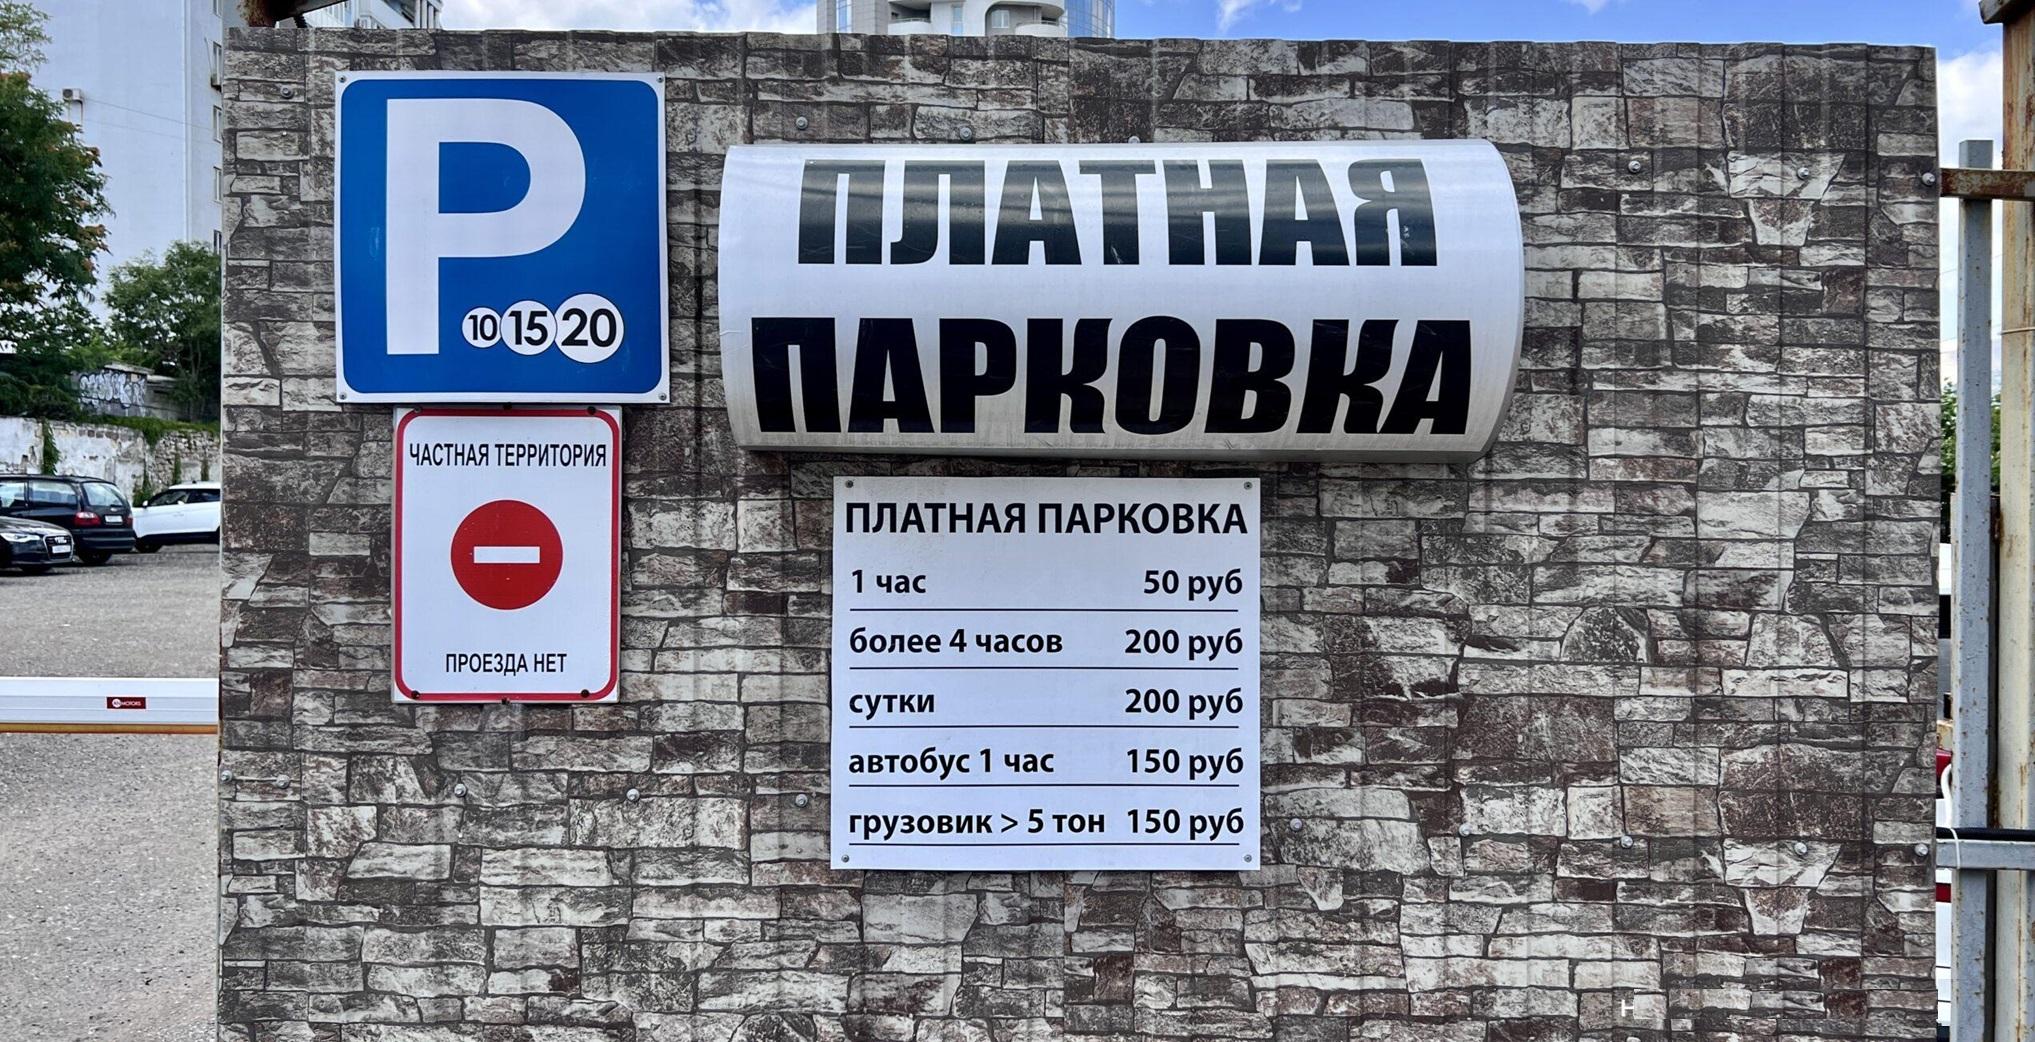 P
10 15 20
ЧАСТНАЯ ТЕРРИТОРИЯ
ПРОЕЗДА НЕТ
ПЛАТНАЯ
ПАРКОВКА
ПЛАТНАЯ ПАРКОВКА
1 час 50 руб
более 4 часов 200 руб
сутки 200 руб
автобус 1 час 150 руб
грузовик > 5 тон 150 руб